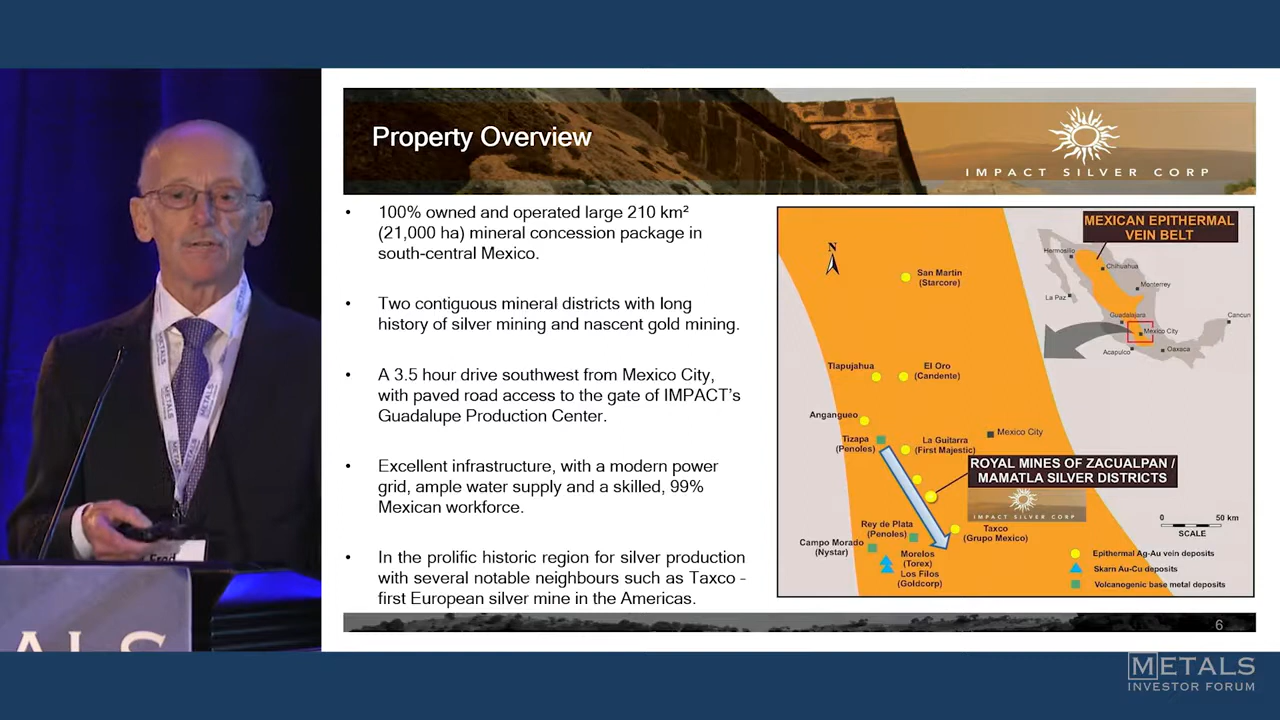 Property Overview
IMPACT SILVER CORP
• 100% owned and operated large 210 km²
(21,000 ha) mineral concession package in
south-central Mexico.
• Two contiguous mineral districts with long
history of silver mining and nascent gold mining.
• A 3.5 hour drive southwest from Mexico City,
with paved road access to the gate of IMPACT's
Guadalupe Production Center.
• Excellent infrastructure, with a modern power
grid, ample water supply and a skilled, 99%
Mexican workforce.
• In the prolific historic region for silver production
with several notable neighbours such as Taxco -
first European silver mine in the Americas.
MEXICAN EPITHERMAL
VEIN BELT
N
Hermosillo
Chihuahua
Monterrey
La Paz
Guadalajara
Cancun
Mexico City
Acapulco
Oaxaca
San Martin
(Starcore)
Tlapujahua
El Oro
(Candente)
Angangueo
Tizapa
(Penoles)
La Guitarra
(First Majestic)
Mexico City
ROYAL MINES OF ZACUALPAN /
MAMATLA SILVER DISTRICTS
IMPACT SILVER CORP
Rey de Plata
(Penoles)
Taxco
(Grupo Mexico)
Campo Morado
(Nystar)
Morelos
(Torex)
Los Filos
(Goldcorp)
0 50 km
SCALE
Epithermal Ag-Au vein deposits
Skarn Au-Cu deposits
Volcanogenic base metal deposits
6
METALS
METALS
Fred
ALS
METALS
INVESTOR FORUM